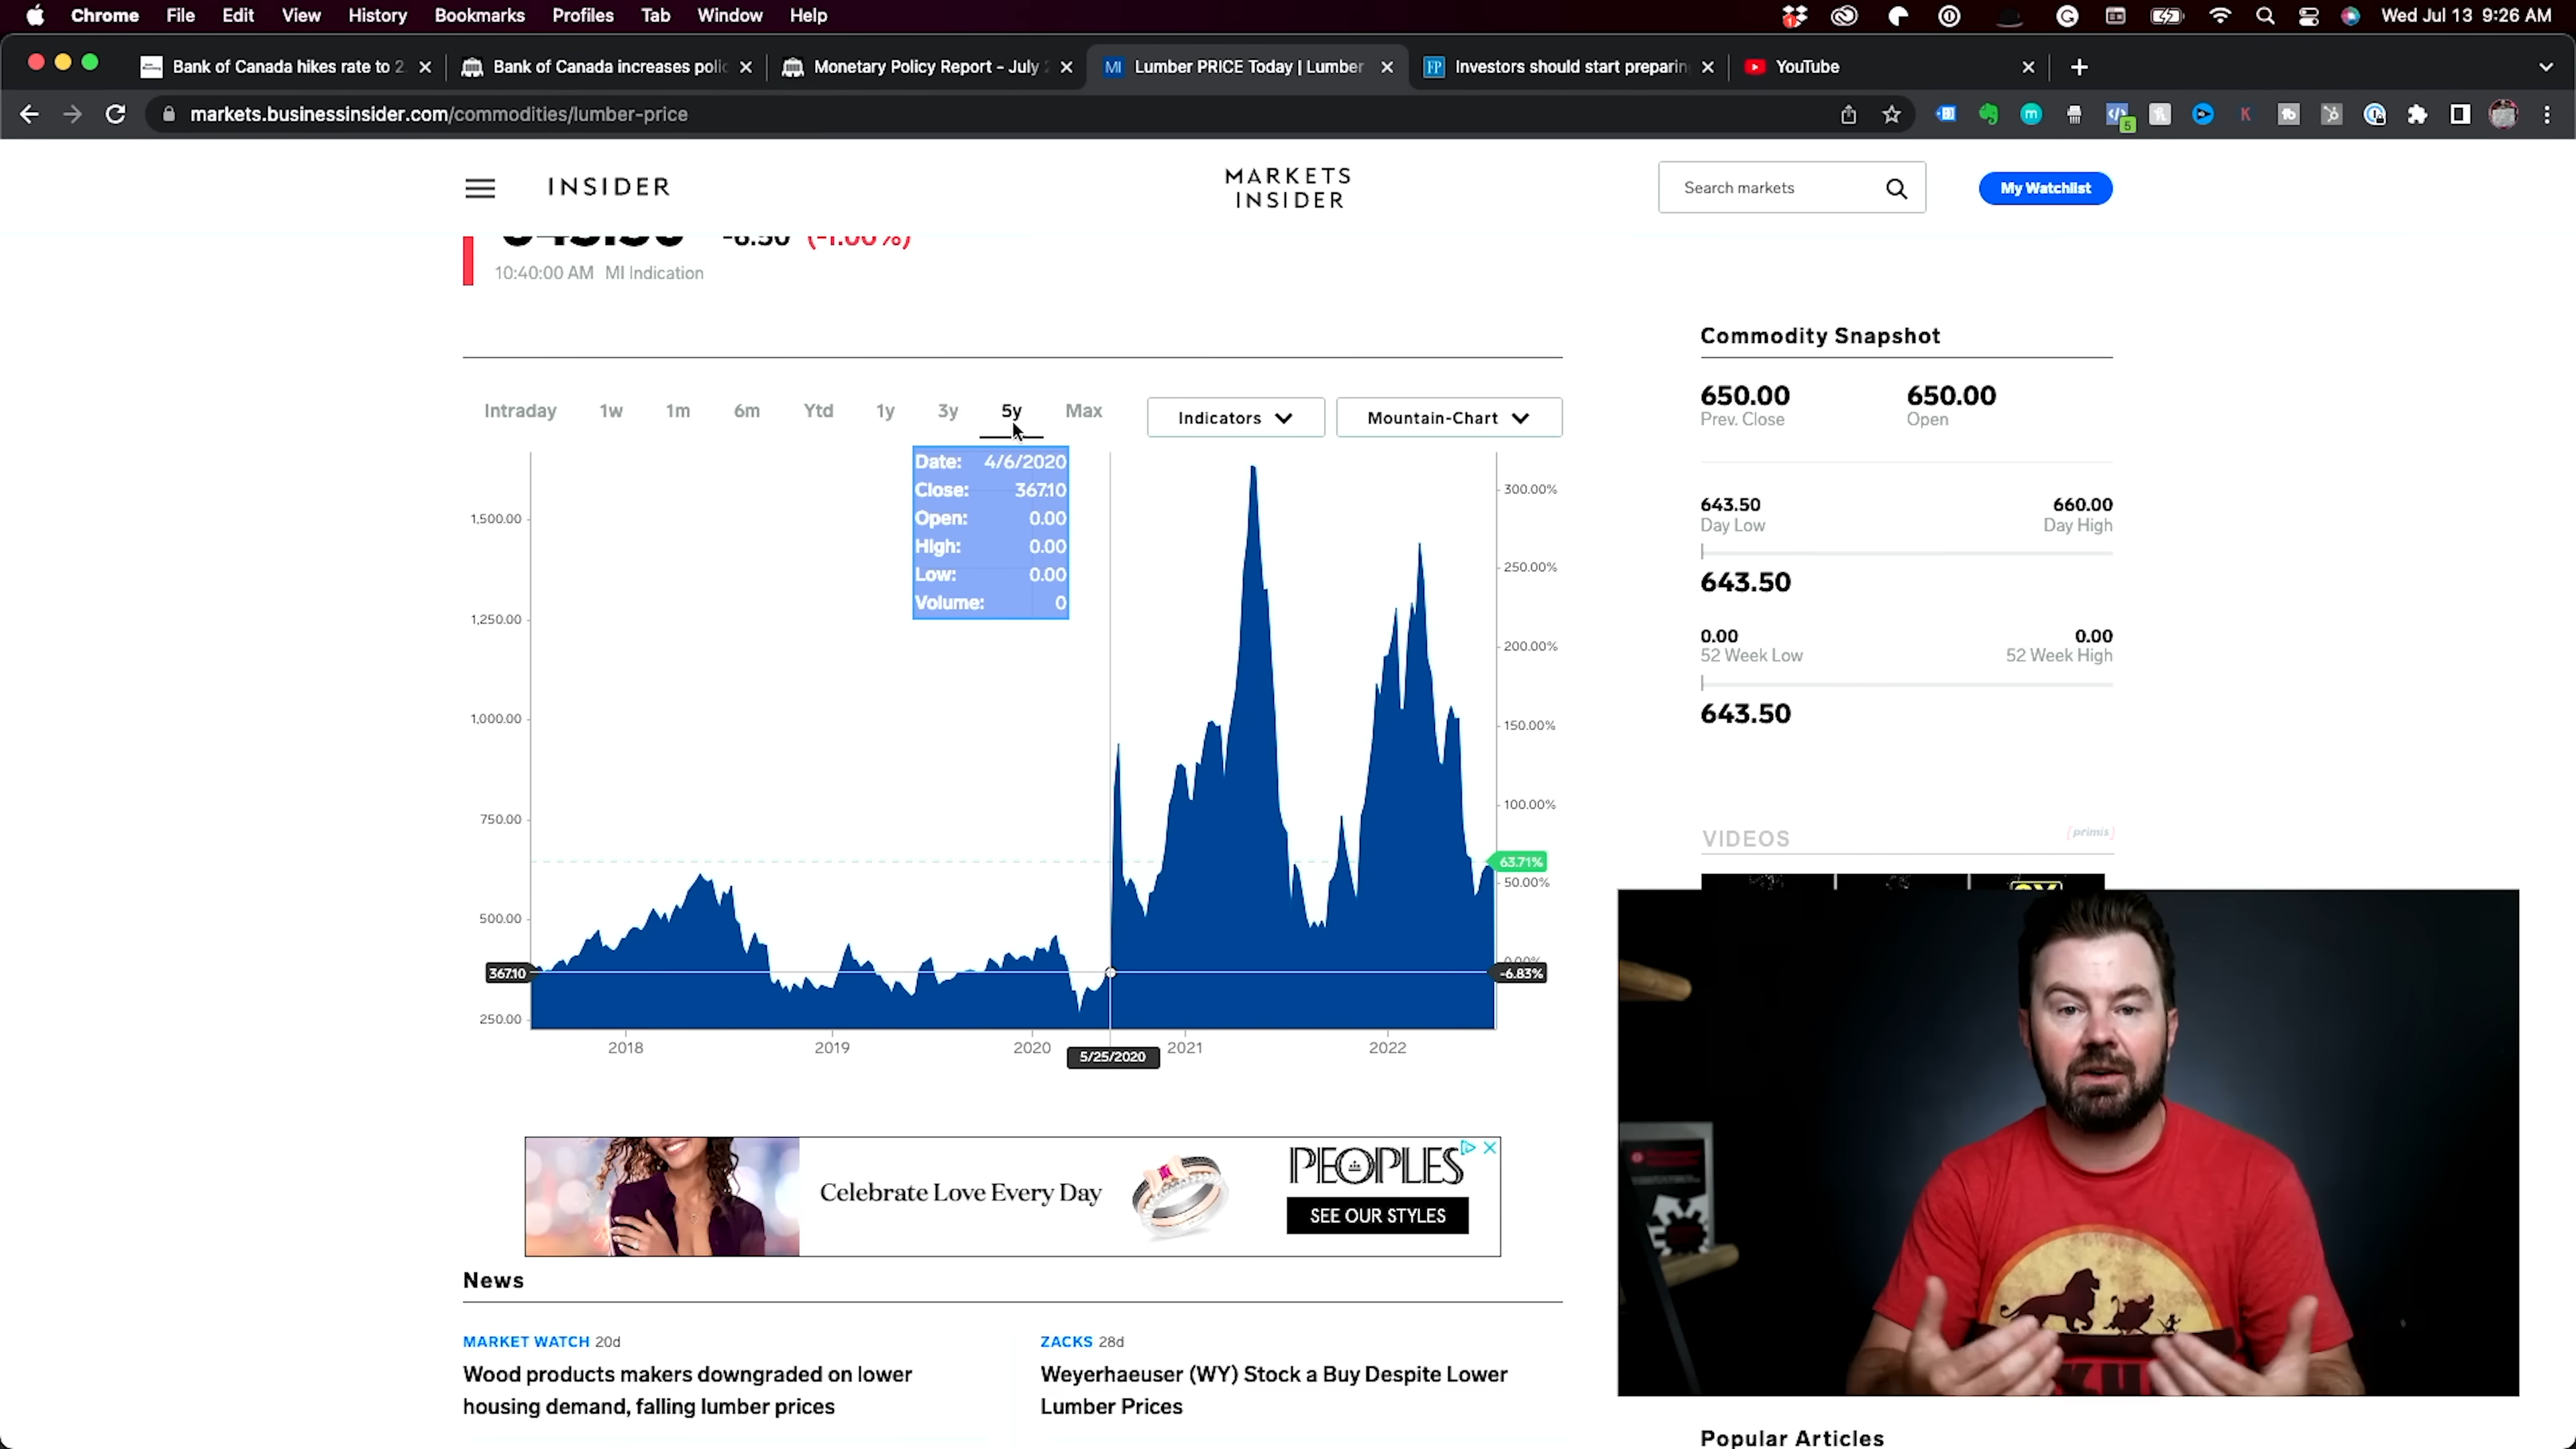 Chrome File Edit View History Bookmarks Profiles Tab Window Help
1
Wed Jul 13 9:26 AM
Bank of Canada hikes rate to 2.
Bank of Canada increases polic
Monetary Policy Report - July 2
MI Lumber PRICE Today | Lumber
FP Investors should start preparin
YouTube
markets.businessinsider.com/commodities/lumber-price
5
INSIDER
MARKETS
INSIDER
Search markets
My Watchlist
-6.50 (-1.00%)
10:40:00 AM MI Indication
Intraday 1w 1m 6m Ytd 1y 3y 5y Max
Indicators
Mountain-Chart
Date: 4/6/2020
Close: 367.10
Open: 0.00
High: 0.00
Low: 0.00
Volume: 0
1,500.00
1,250.00
1,000.00
750.00
500.00
367.10
250.00
300.00%
250.00%
200.00%
150.00%
100.00%
63.71%
50.00%
0.00%
-6.83%
2018 2019 2020 5/25/2020 2021 2022
Commodity Snapshot
650.00 650.00
Prev. Close Open
643.50 660.00
Day Low Day High
643.50
0.00 0.00
52 Week Low 52 Week High
643.50
VIDEOS
[primis]
Celebrate Love Every Day
PEOPLES
SEE OUR STYLES
News
MARKET WATCH 20d
Wood products makers downgraded on lower
housing demand, falling lumber prices
ZACKS 28d
Weyerhaeuser (WY) Stock a Buy Despite Lower
Lumber Prices
Popular Articles